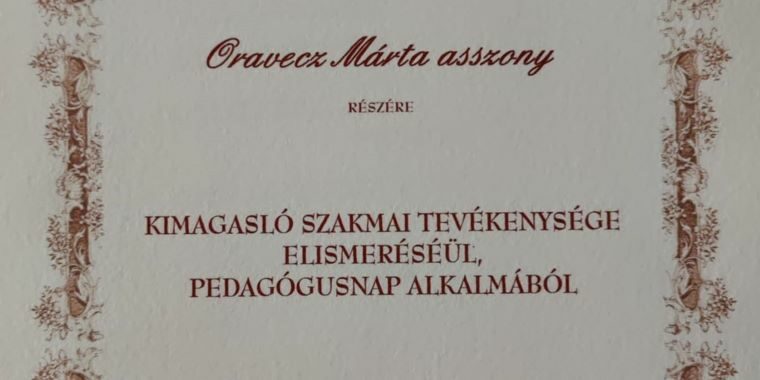 Oravecz Márta asszony
RÉSZÉRE
KIMAGASLÓ SZAKMAI TEVÉKENYSÉGE
ELISMERÉSÉÜL,
PEDAGÓGUSNAP ALKALMÁBÓL